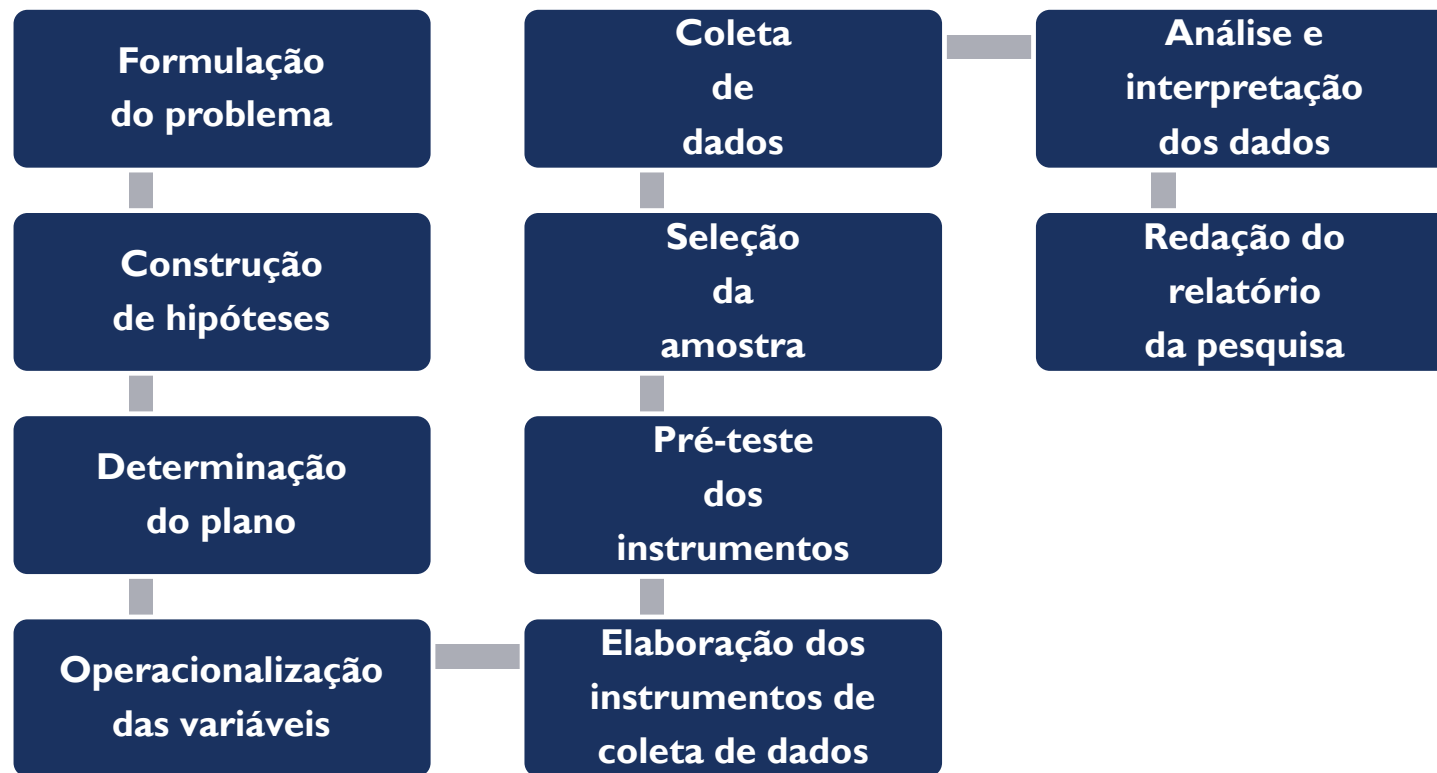 Formulação
do problema
Construção
de hipóteses
Determinação
do plano
Operacionalização
das variáveis
Elaboração dos
instrumentos de
coleta de dados
Pré-teste
dos
instrumentos
Seleção
da
amostra
Coleta
de
dados
Análise e
interpretação
dos dados
Redação do
relatório
da pesquisa